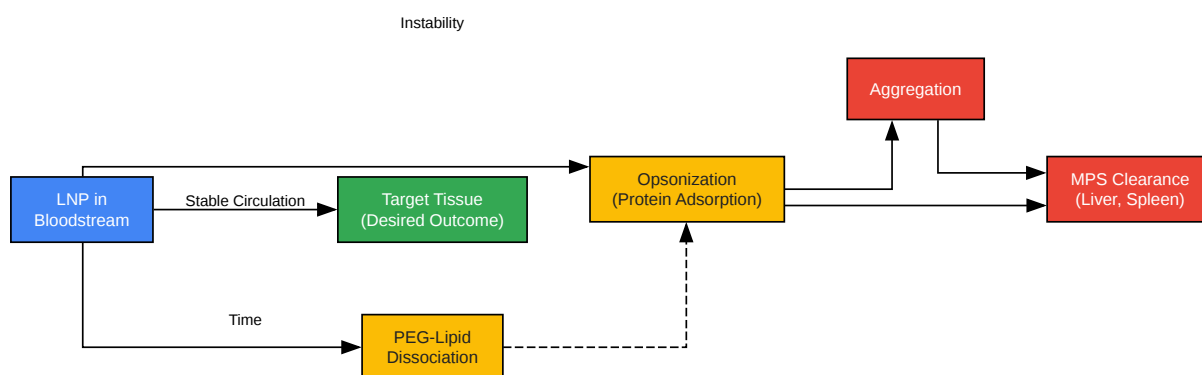 Instability
Aggregation
LNP in
Bloodstream
Stable Circulation
Target Tissue
(Desired Outcome)
Opsonization
(Protein Adsorption)
MPS Clearance
(Liver, Spleen)
Time
PEG-Lipid
Dissociation